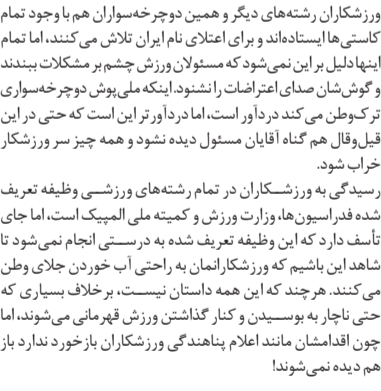 ورزشکاران رشته‌های دیگر و همین دوچرخه‌سواران هم با وجود تمام
کاستی‌ها ایستاده‌اند و برای اعتلای نام ایران تلاش می‌کنند، اما تمام
اینها دلیل بر این نمی‌شود که مسئولان ورزش چشم بر مشکلات ببندند
و گوش‌شان صدای اعتراضات را نشنود. اینکه ملی‌پوش دوچرخه‌سواری
ترک‌وطن می‌کند دردآور است، اما دردآورتر این است که حتی در این
قیل‌وقال هم گناه آقایان مسئول دیده نشود و همه چیز سر ورزشکار
خراب شود.
رسیدگی به ورزشکاران در تمام رشته‌های ورزشی وظیفه تعریف
شده فدراسیون‌ها، وزارت ورزش و کمیته ملی المپیک است، اما جای
تأسف دارد که این وظیفه تعریف شده به درستی انجام نمی‌شود تا
شاهد این باشیم که ورزشکارانمان به راحتی آب خوردن جلای وطن
می‌کنند. هرچند که این همه داستان نیست، برخلاف بسیاری که
حتی ناچار به بوسیدن و کنار گذاشتن ورزش قهرمانی می‌شوند، اما
چون اقدامشان مانند اعلام پناهندگی ورزشکاران بازخورد ندارد باز
هم دیده نمی‌شوند!